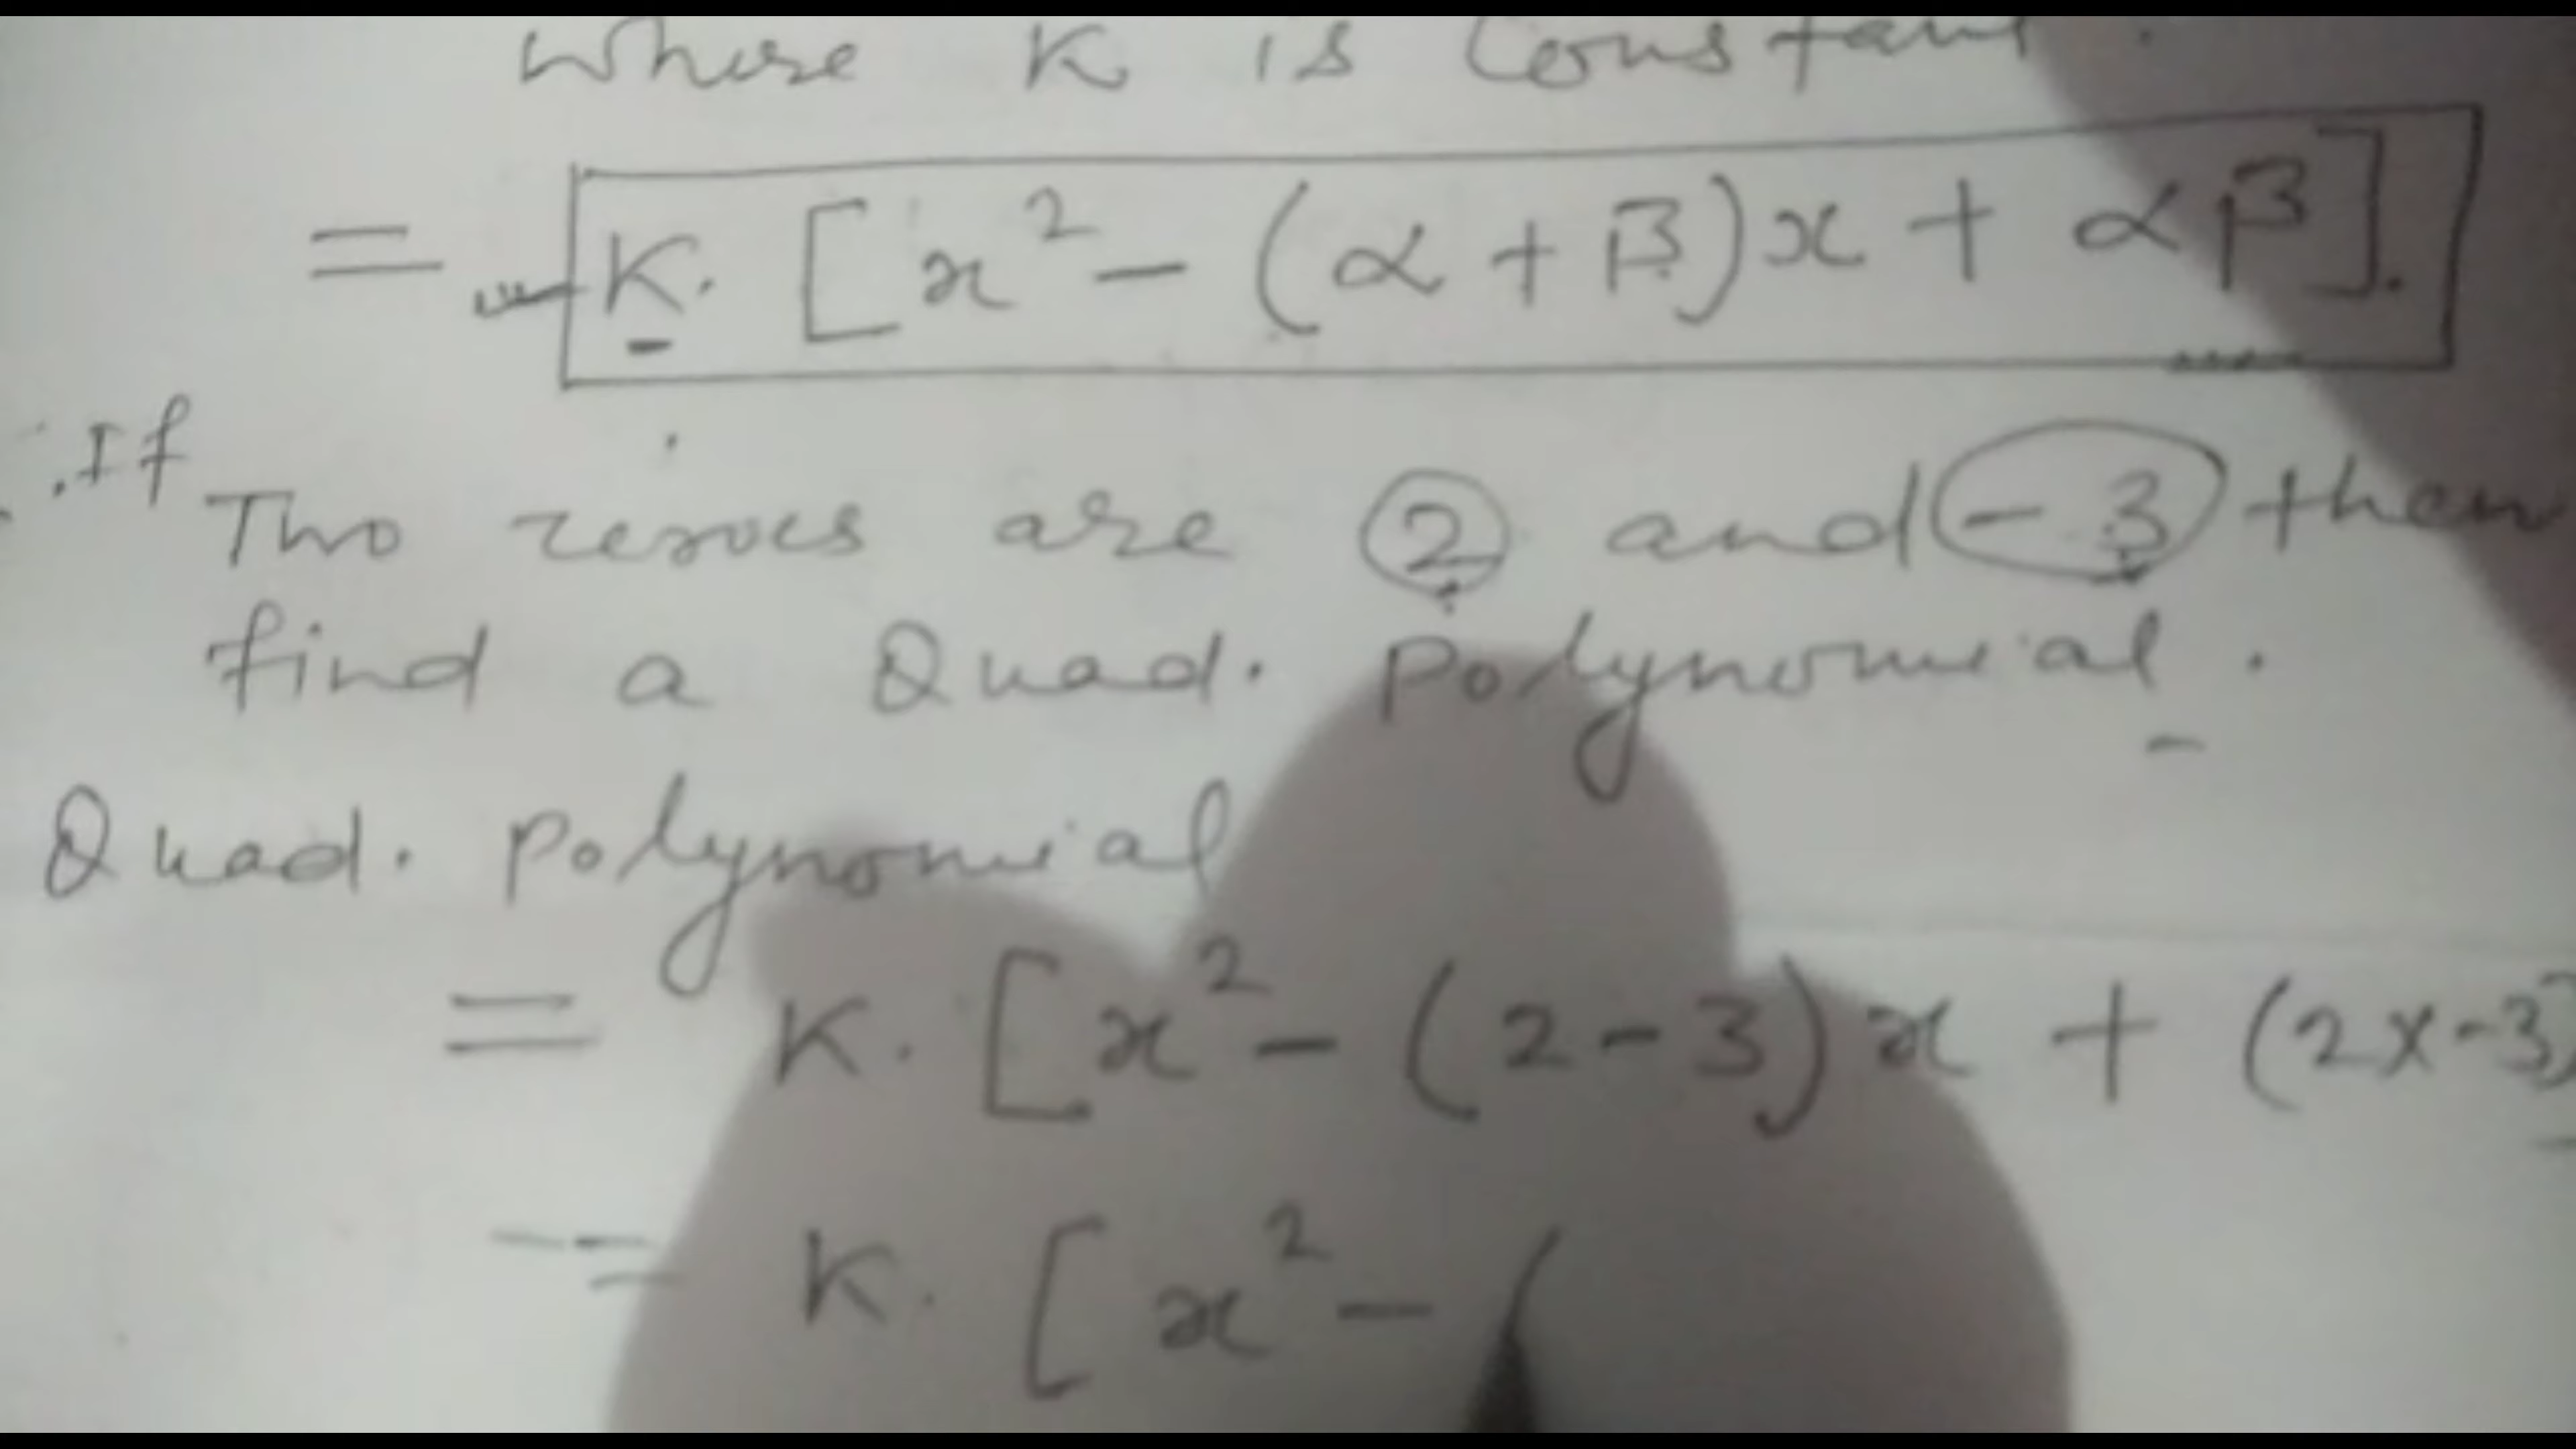 where K is Constant.
= K. [x² - (α + β)x + αβ].
.If
Two zeroes are 2 and -3 then
find a Quad. Polynomial.
Quad. Polynomial
= K. [x² - (2-3)x + (2x-3)
= K. [x² - (